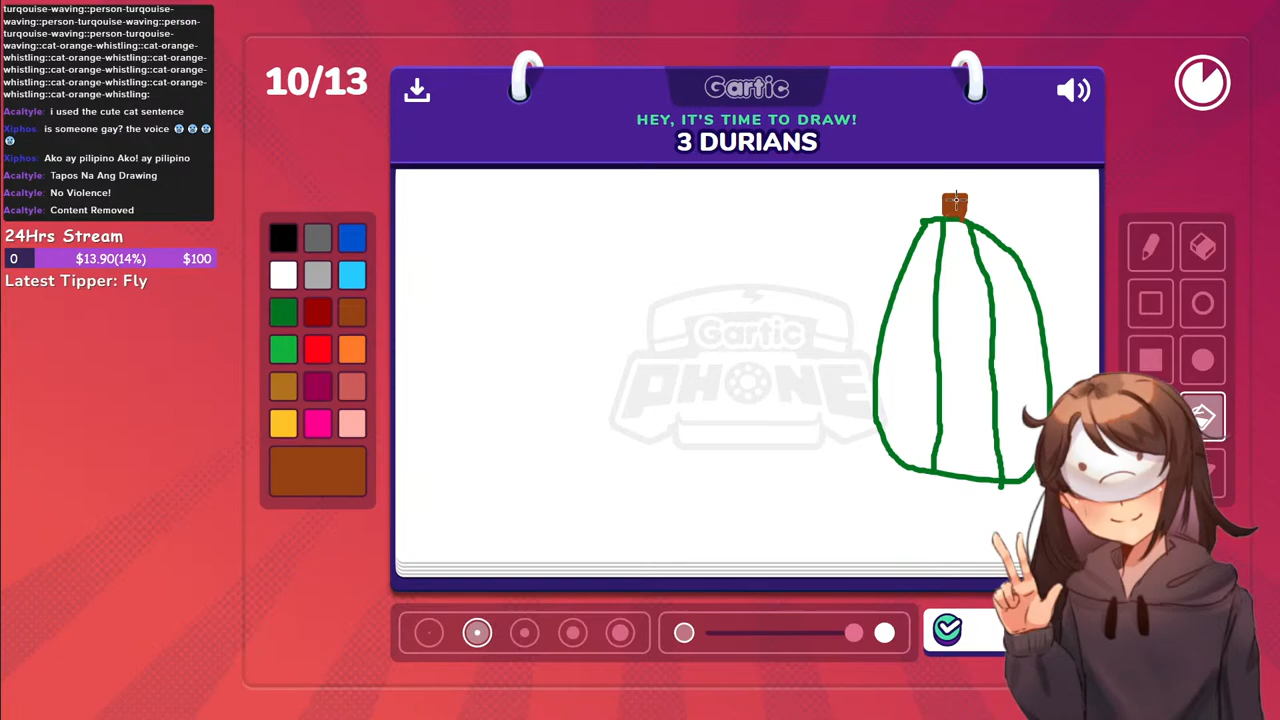 turqouise-waving::person-turqouise-
waving::person-turqouise-waving::person-
turqouise-waving::person-turqouise-
waving::cat-orange-whistling::cat-orange-
whistling::cat-orange-whistling::cat-orange-
whistling::cat-orange-whistling::cat-orange-
whistling::cat-orange-whistling::cat-orange-
whistling::cat-orange-whistling:
Acaltyle: i used the cute cat sentence
Xiphos: is someone gay? the voice
Xiphos: Ako ay pilipino Ako! ay pilipino
Acaltyle: Tapos Na Ang Drawing
Acaltyle: No Violence!
Acaltyle: Content Removed
24Hrs Stream
0 $13.90(14%) $100
Latest Tipper: Fly
10/13
Gartic
HEY, IT'S TIME TO DRAW!
3 DURIANS
Gartic
PHONE